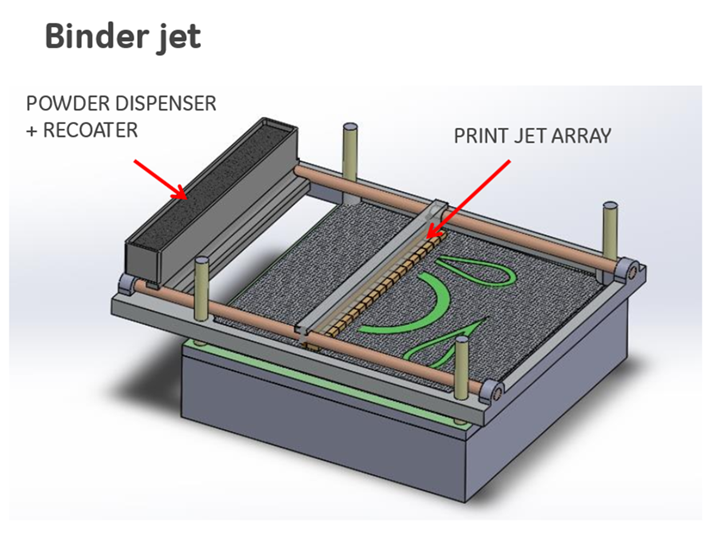 Binder jet
POWDER DISPENSER
+ RECOATER
PRINT JET ARRAY